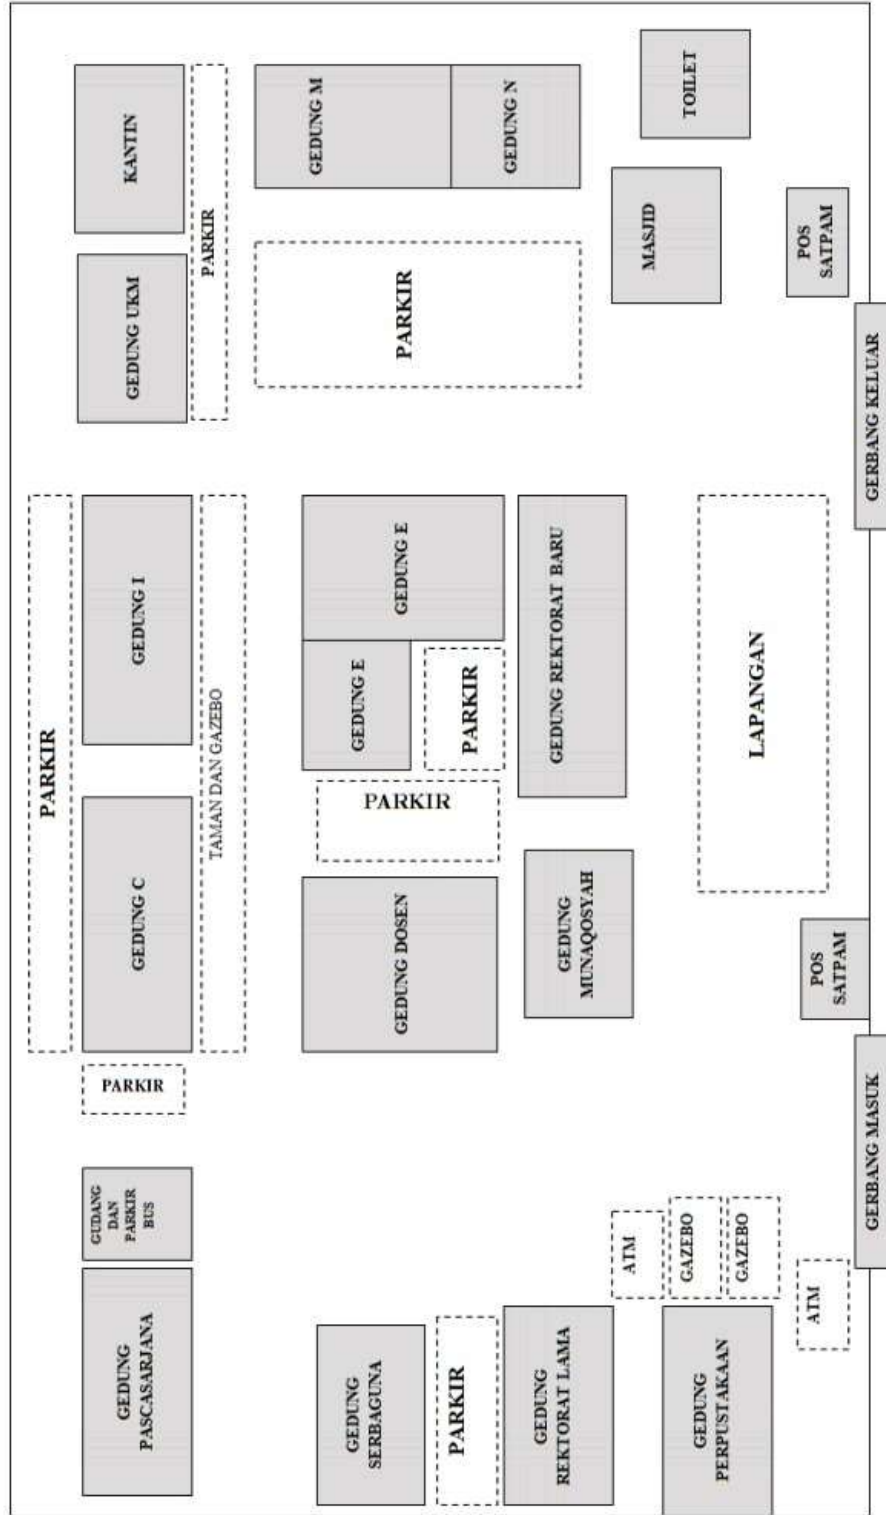 KANTIN
PARKIR
GEDUNG M
GEDUNG N
TOILET
MASJID
POS
SATPAM
GEDUNG UKM
PARKIR
GERBANG KELUAR
PARKIR
GEDUNG I
TAMAN DAN GAZEBO
GEDUNG E
GEDUNG E
PARKIR
GEDUNG REKTORAT BARU
LAPANGAN
PARKIR
GEDUNG C
GEDUNG DOSEN
GEDUNG
MUNAQOSYAH
POS
SATPAM
PARKIR
GERBANG MASUK
GUDANG
DAN
PARKIR
BUS
ATM
GAZEBO
GAZEBO
ATM
GEDUNG
PASCASARJANA
GEDUNG
SERBAGUNA
PARKIR
GEDUNG
REKTORAT LAMA
GEDUNG
PERPUSTAKAAN